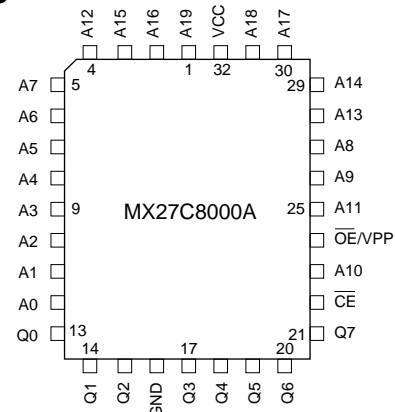 A12 A15 A16 A19 VCC A18 A17
4 1 32 30
A7 5 29 A14
A6 A13
A5 A8
A4 A9
A3 9 MX27C8000A 25 A11
A2 OE/VPP
A1 A10
A0 CE
Q0 13 21 Q7
14 17 20
Q1 Q2 GND Q3 Q4 Q5 Q6